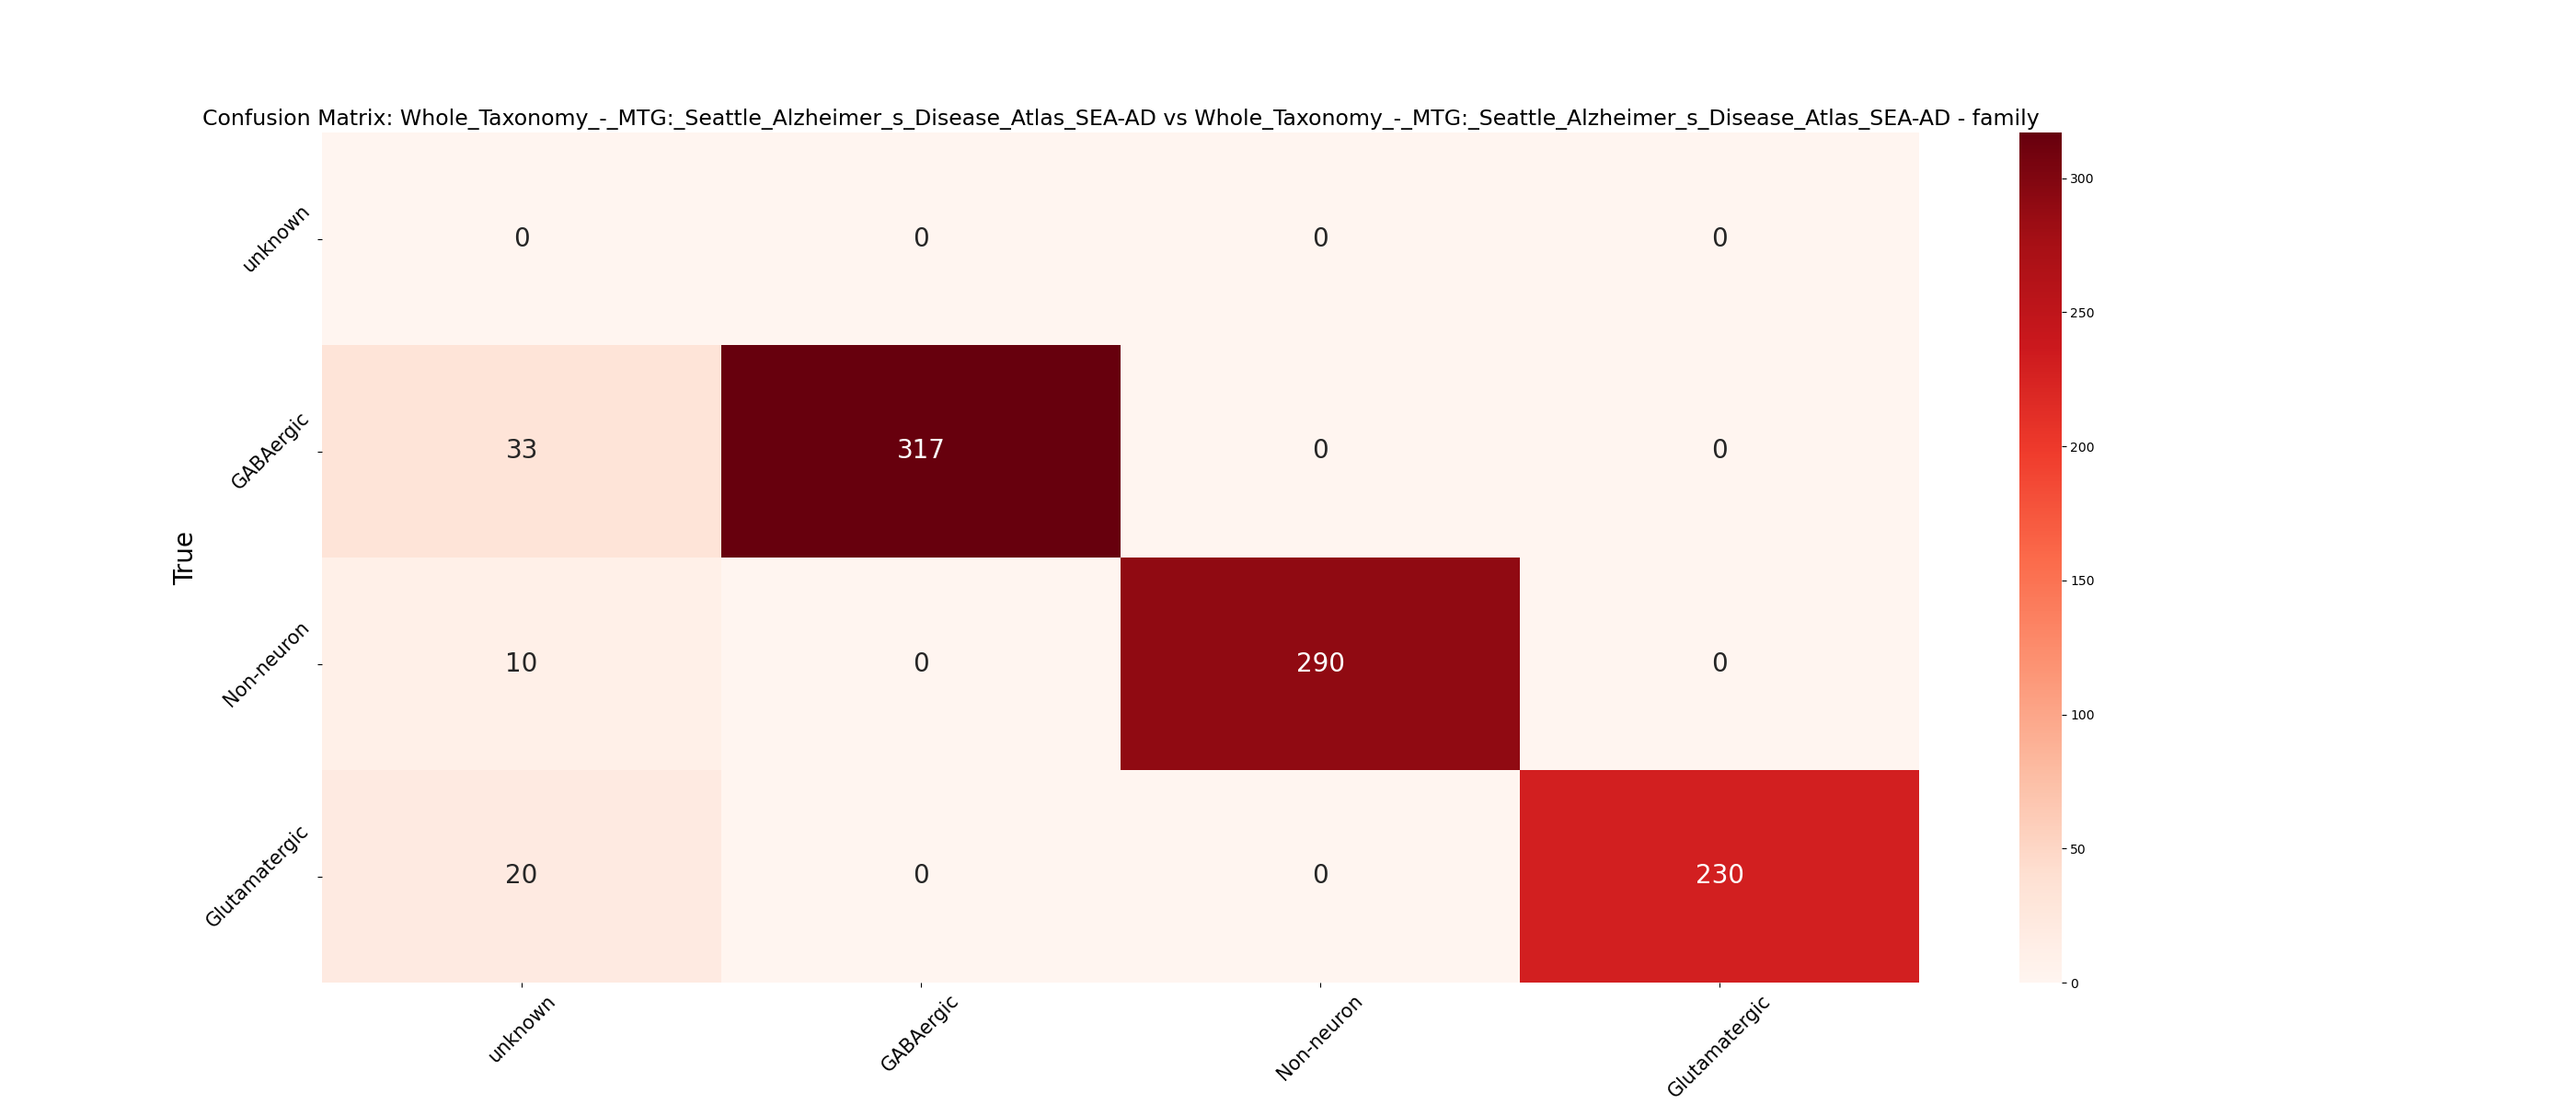 Confusion Matrix: Whole_Taxonomy_-_MTG:_Seattle_Alzheimer_s_Disease_Atlas_SEA-AD vs Whole_Taxonomy_-_MTG:_Seattle_Alzheimer_s_Disease_Atlas_SEA-AD - family
True
unknown 0 0 0 0
GABAergic 33 317 0 0
Non-neuron 10 0 290 0
Glutamatergic 20 0 0 230
unknown GABAergic Non-neuron Glutamatergic
300
250
200
150
100
50
0